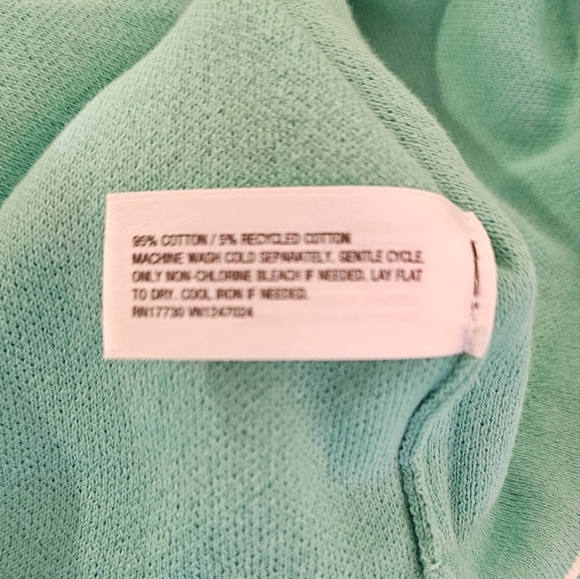 95% COTTON / 5% RECYCLED COTTON
MACHINE WASH COLD SEPARATELY. GENTLE CYCLE.
ONLY NON-CHLORINE BLEACH IF NEEDED. LAY FLAT
TO DRY. COOL IRON IF NEEDED.
RN17730 VN1247024